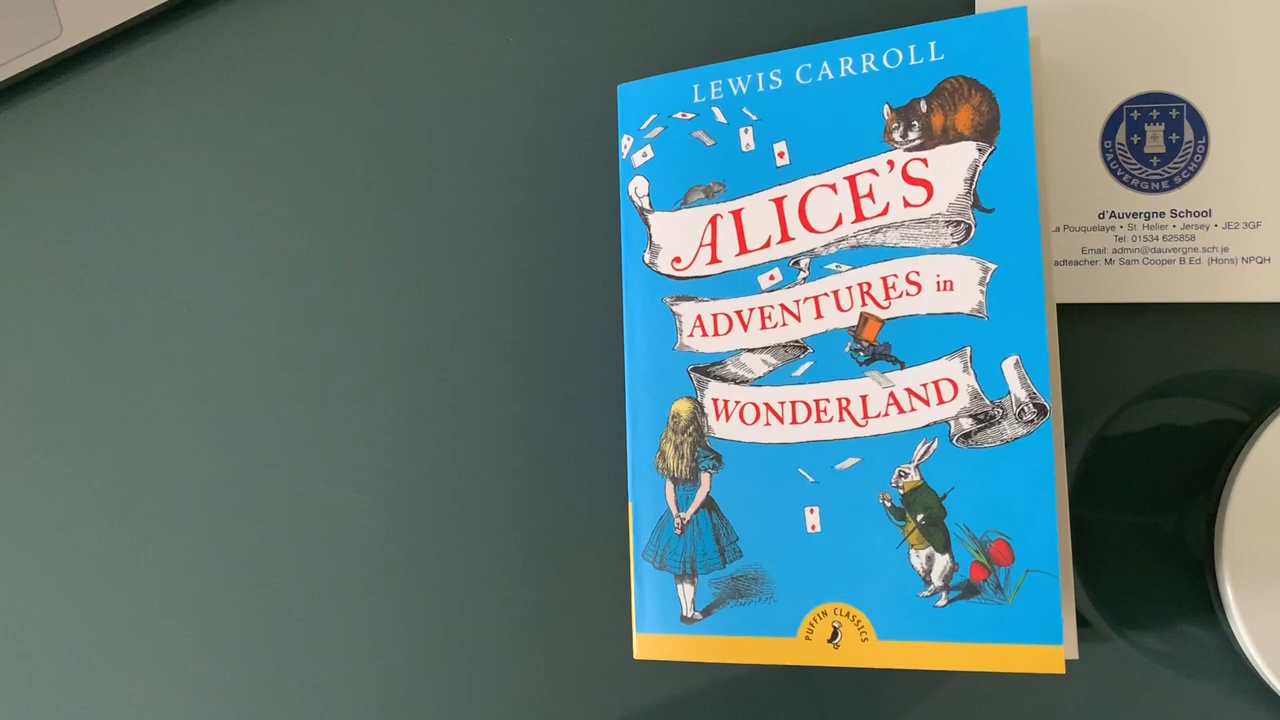 LEWIS CARROLL
ALICE'S
ADVENTURES in
WONDERLAND
PUFFIN CLASSICS
D'AUVERGNE SCHOOL
d'Auvergne School
La Pouquelaye • St. Helier • Jersey • JE2 3GF
Tel: 01534 625858
Email: admin@dauvergne.sch.je
Mr Sam Cooper B.Ed. (Hons) NPQH